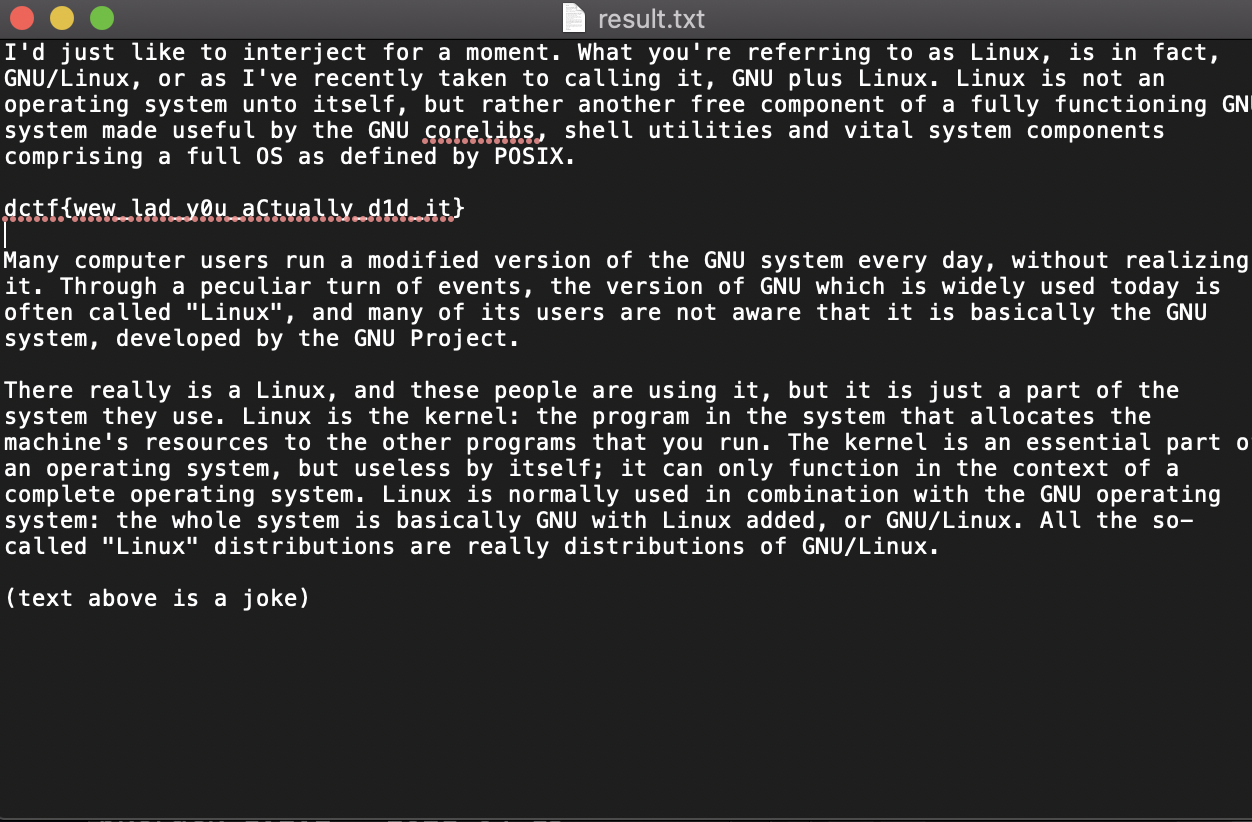 result.txt
I'd just like to interject for a moment. What you're referring to as Linux, is in fact,
GNU/Linux, or as I've recently taken to calling it, GNU plus Linux. Linux is not an
operating system unto itself, but rather another free component of a fully functioning GNU
system made useful by the GNU corelibs, shell utilities and vital system components
comprising a full OS as defined by POSIX.
dctf{wew_lad_y0u_aCtually_d1d_it}
Many computer users run a modified version of the GNU system every day, without realizing
it. Through a peculiar turn of events, the version of GNU which is widely used today is
often called "Linux", and many of its users are not aware that it is basically the GNU
system, developed by the GNU Project.
There really is a Linux, and these people are using it, but it is just a part of the
system they use. Linux is the kernel: the program in the system that allocates the
machine's resources to the other programs that you run. The kernel is an essential part o
an operating system, but useless by itself; it can only function in the context of a
complete operating system. Linux is normally used in combination with the GNU operating
system: the whole system is basically GNU with Linux added, or GNU/Linux. All the so-
called "Linux" distributions are really distributions of GNU/Linux.
(text above is a joke)